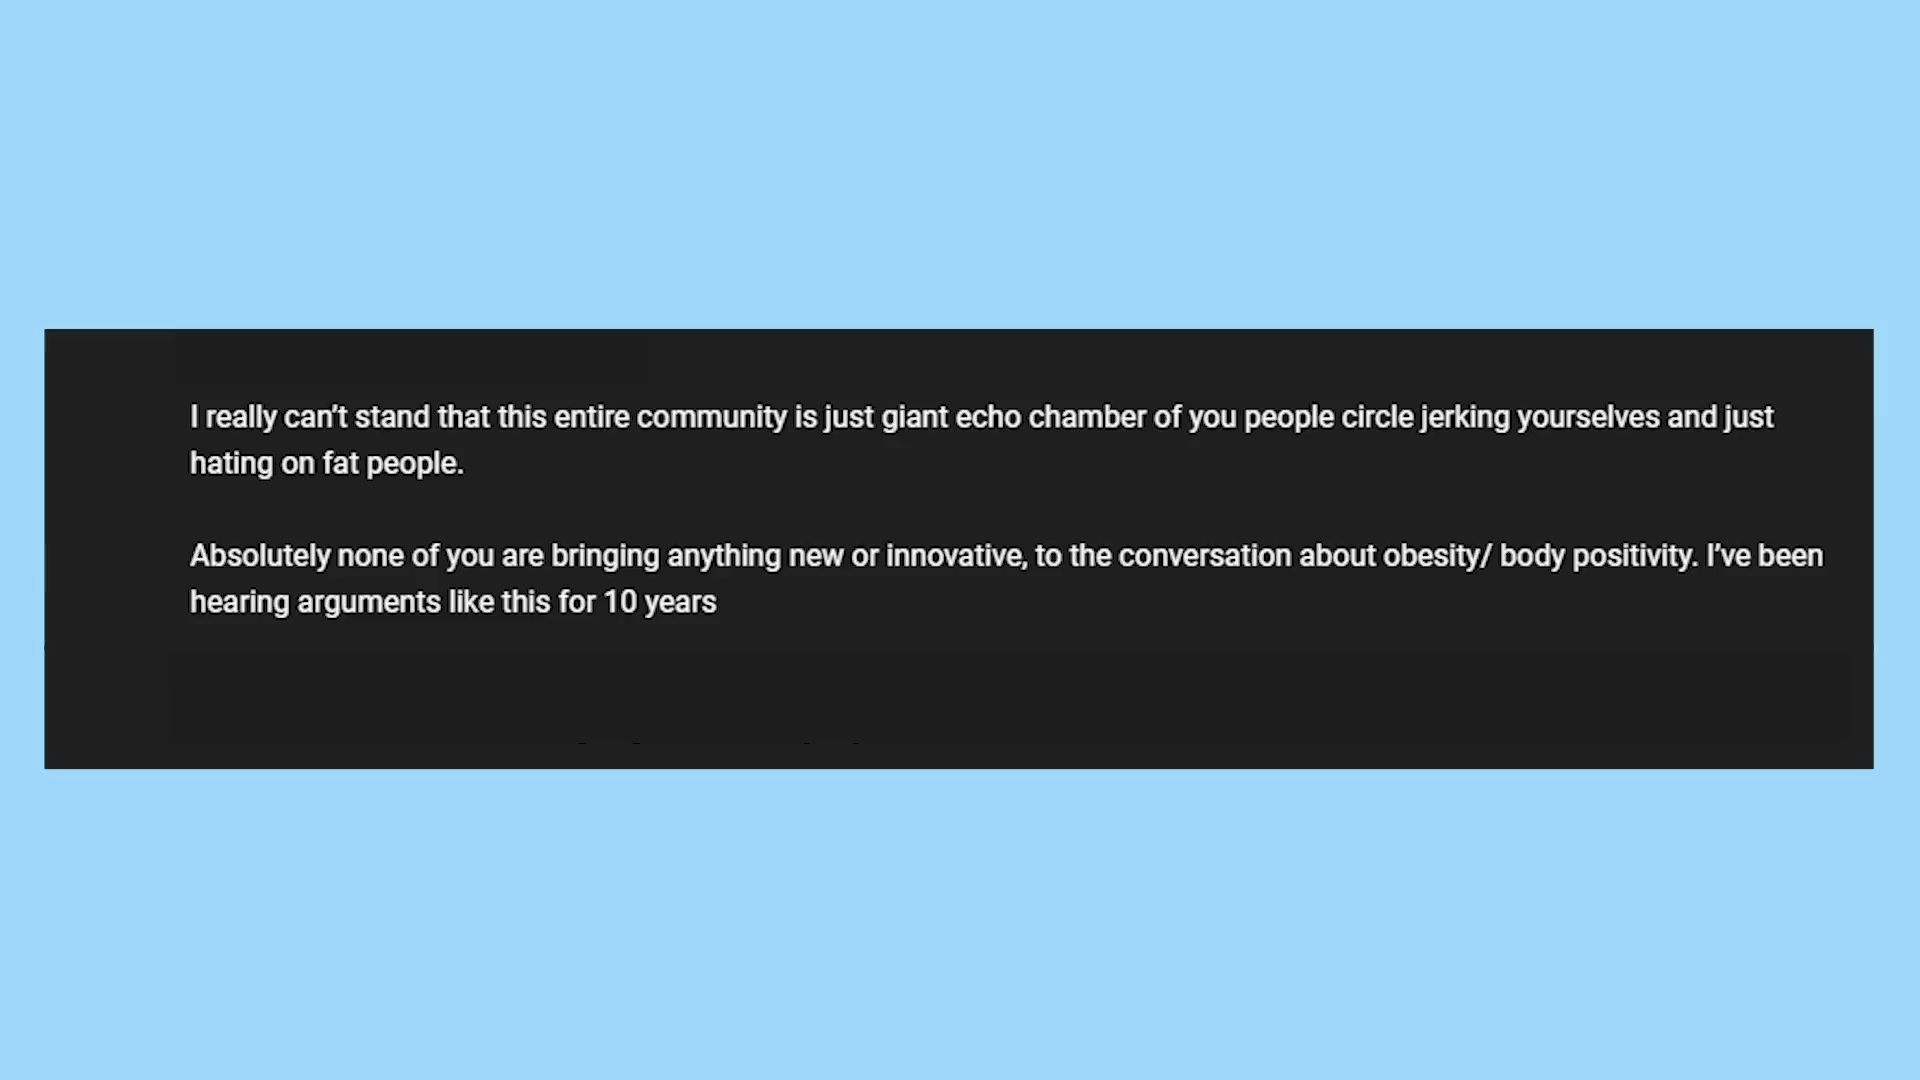 I really can’t stand that this entire community is just giant echo chamber of you people circle jerking yourselves and just
hating on fat people.
Absolutely none of you are bringing anything new or innovative, to the conversation about obesity/ body positivity. I’ve been
hearing arguments like this for 10 years